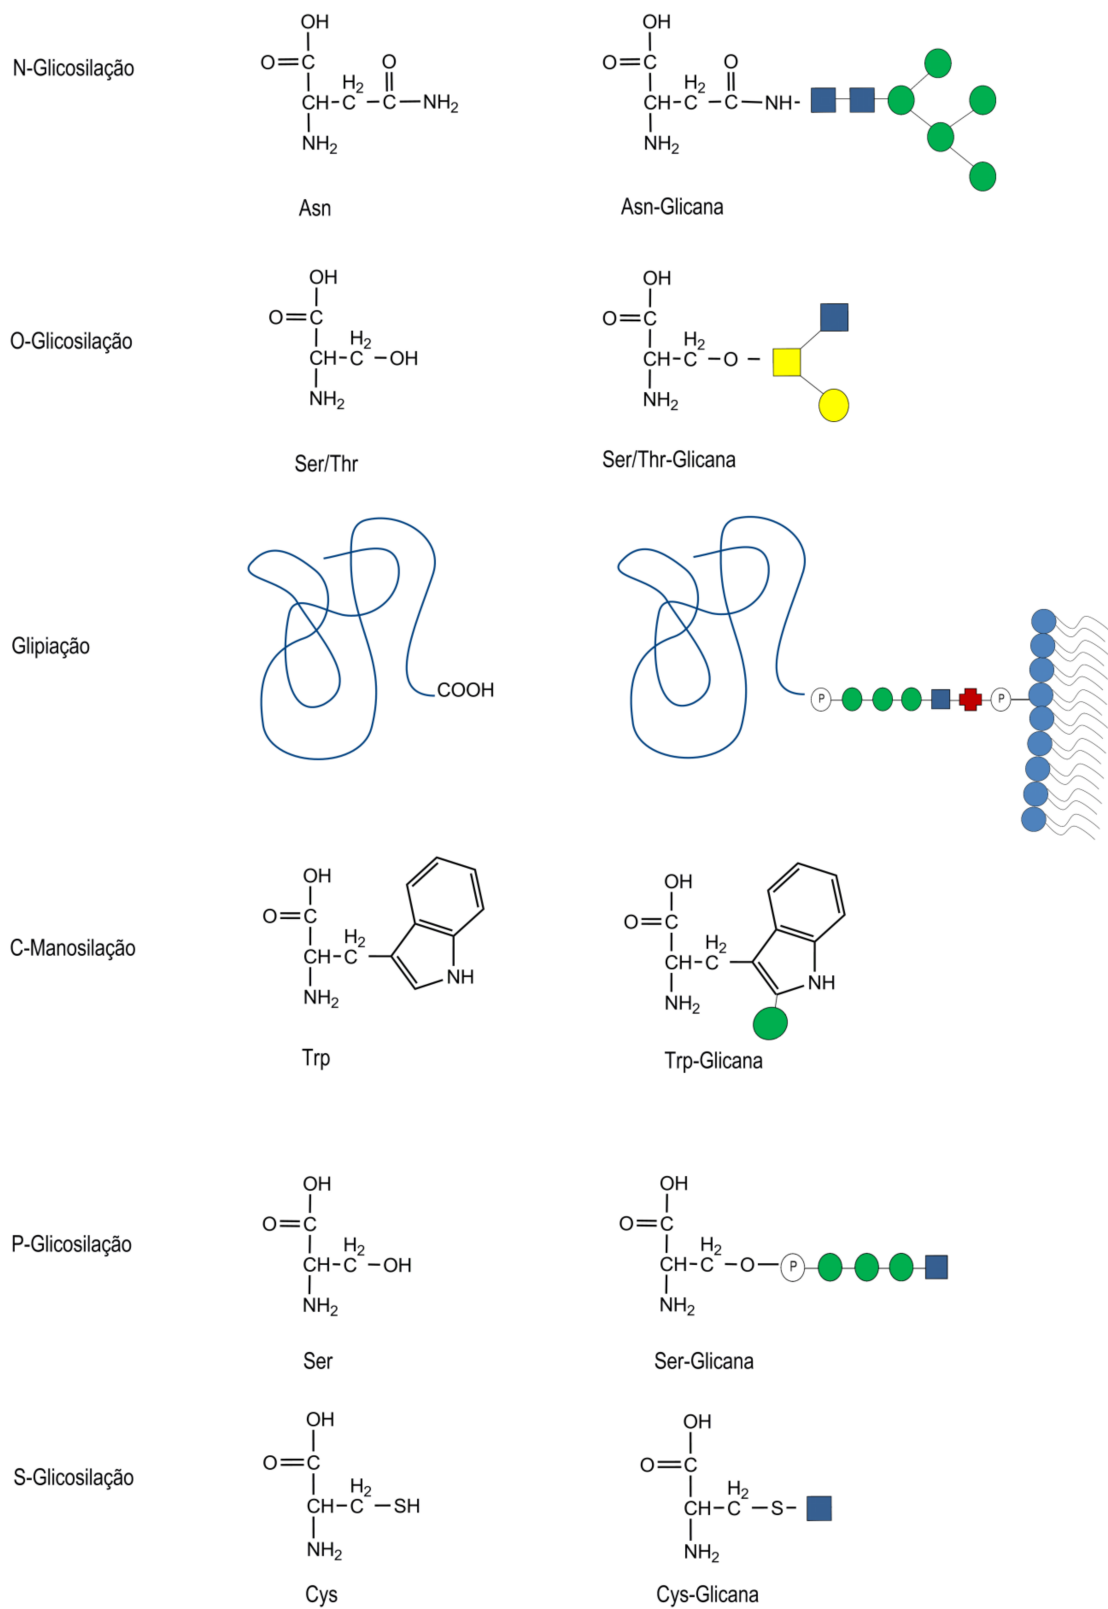 N-Glicosilação
OH
O=C
H2 O
CH-C-C-NH2
NH2
Asn
OH
O=C
H2 O
CH-C-C-NH-
NH2
Asn-Glicana
O-Glicosilação
OH
O=C
H2
CH-C-OH
NH2
Ser/Thr
OH
O=C
H2
CH-C-O-
NH2
Ser/Thr-Glicana
Glipiação
COOH
P
P
C-Manosilação
OH
O=C
H2
CH-C
NH
NH2
Trp
OH
O=C
H2
CH-C
NH
NH2
Trp-Glicana
P-Glicosilação
OH
O=C
H2
CH-C-OH
NH2
Ser
OH
O=C
H2
CH-C-O-P
NH2
Ser-Glicana
S-Glicosilação
OH
O=C
H2
CH-C-SH
NH2
Cys
OH
O=C
H2
CH-C-S-
NH2
Cys-Glicana